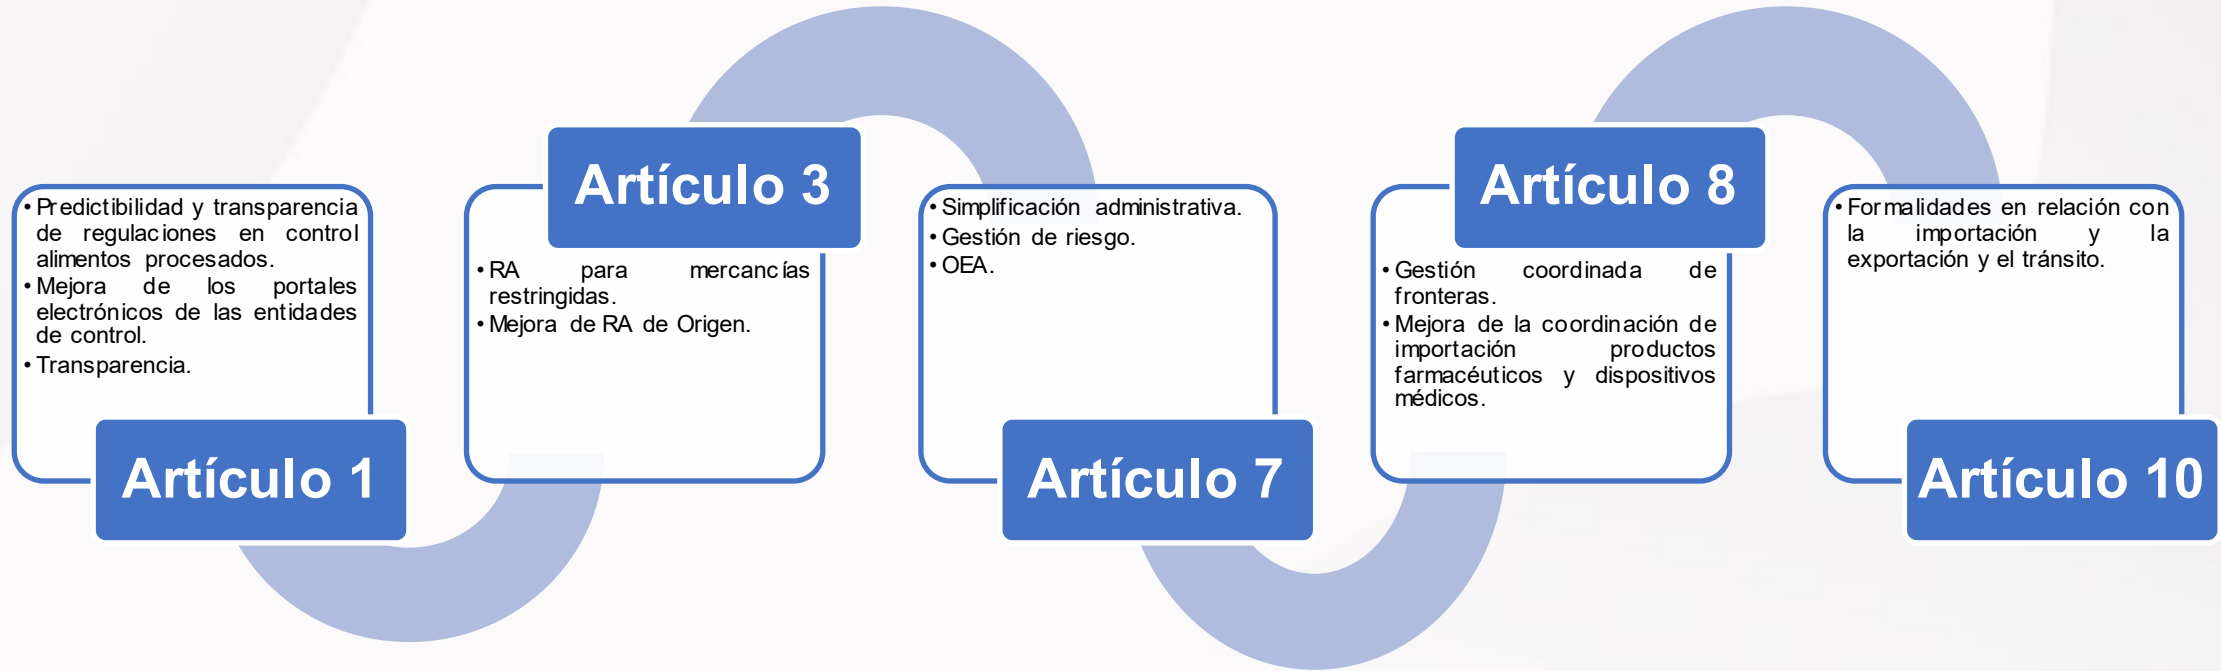 • Predictibilidad y transparencia
de regulaciones en control
alimentos procesados.
• Mejora de los portales
electrónicos de las entidades
de control.
• Transparencia.
Artículo 1
Artículo 3
• RA para mercancías
restringidas.
• Mejora de RA de Origen.
• Simplificación administrativa.
• Gestión de riesgo.
• OEA.
Artículo 7
Artículo 8
• Gestión coordinada de
fronteras.
• Mejora de la coordinación de
importación productos
farmacéuticos y dispositivos
médicos.
• Formalidades en relación con
la importación y la
exportación y el tránsito.
Artículo 10